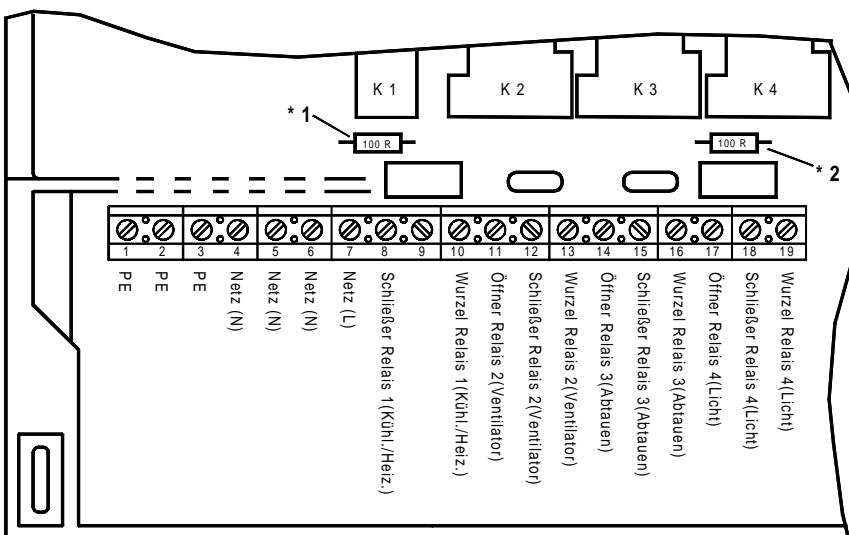 K 1
K 2
K 3
K 4
* 1
100 R
100 R
* 2
1
2
3
4
5
6
7
8
9
10
11
12
13
14
15
16
17
18
19
PE
PE
PE
Netz (N)
Netz (N)
Netz (N)
Netz (L)
Schließer Relais 1(Kühl./Heiz.)
Wurzel Relais 1(Kühl./Heiz.)
Öffner Relais 2(Ventilator)
Schließer Relais 2(Ventilator)
Wurzel Relais 2(Ventilator)
Öffner Relais 3(Abtauen)
Schließer Relais 3(Abtauen)
Wurzel Relais 3(Abtauen)
Öffner Relais 4(Licht)
Schließer Relais 4(Licht)
Wurzel Relais 4(Licht)